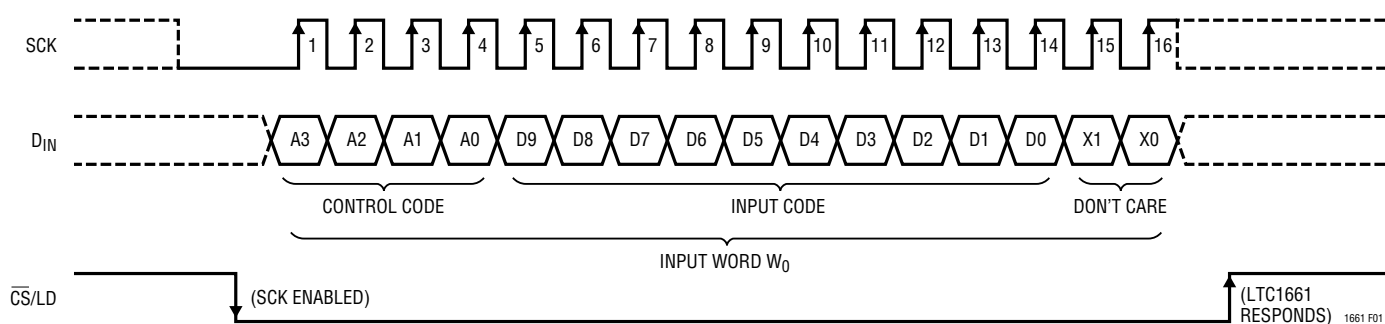 SCK 1 2 3 4 5 6 7 8 9 10 11 12 13 14 15 16
DIN A3 A2 A1 A0 D9 D8 D7 D6 D5 D4 D3 D2 D1 D0 X1 X0
CONTROL CODE INPUT CODE DON'T CARE
INPUT WORD W0
CS/LD (SCK ENABLED) (LTC1661
RESPONDS) 1661 F01